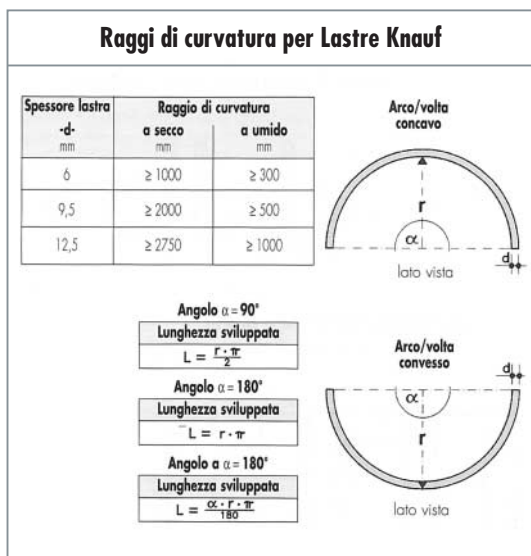 Raggi di curvatura per Lastre Knauf
Spessore lastra
-d-
mm
Raggio di curvatura
a secco
mm
a umido
mm
6 ≥ 1000 ≥ 300
9,5 ≥ 2000 ≥ 500
12,5 ≥ 2750 ≥ 1000
Arco/volta
concavo
r
α
d
lato vista
Angolo α = 90°
Lunghezza sviluppata
L = r · π / 2
Angolo α = 180°
Lunghezza sviluppata
L = r · π
Angolo a α = 180°
Lunghezza sviluppata
L = α · r · π / 180
Arco/volta
convesso
d
α
r
lato vista